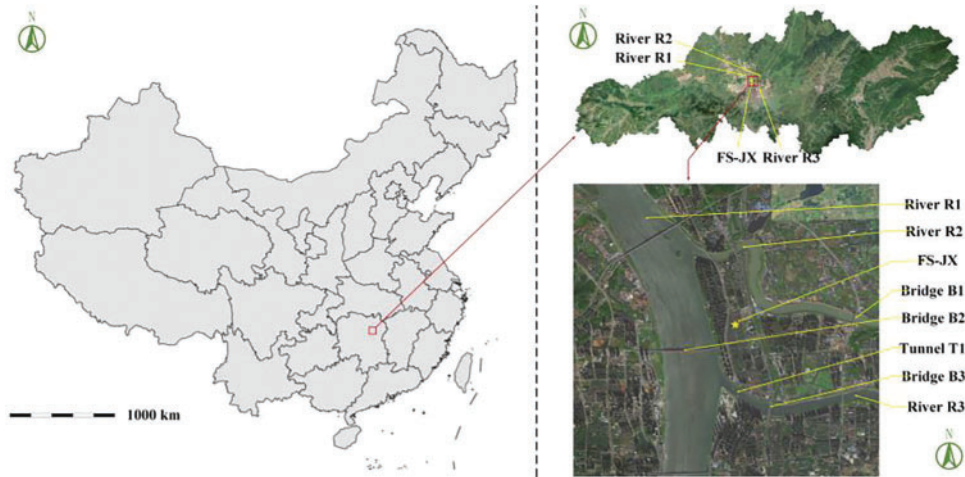 N
1000 km
N
River R2
River R1
FS-JX River R3
River R1
River R2
FS-JX
Bridge B1
Bridge B2
Tunnel T1
Bridge B3
River R3
N